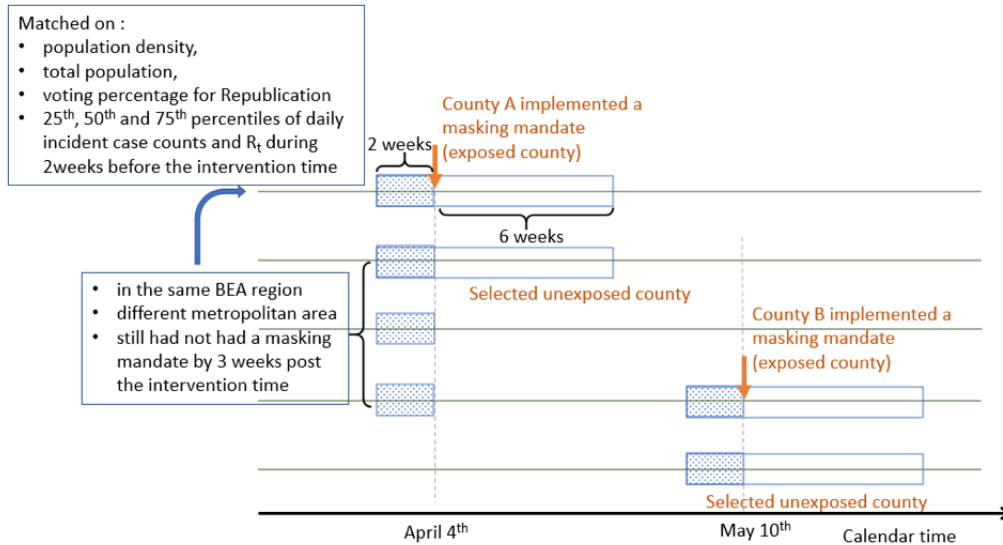 Matched on :
• population density,
• total population,
• voting percentage for Republication
• 25th, 50th and 75th percentiles of daily
incident case counts and Rt during
2weeks before the intervention time
County A implemented a
masking mandate
(exposed county)
2 weeks
6 weeks
• in the same BEA region
• different metropolitan area
• still had not had a masking
mandate by 3 weeks post
the intervention time
Selected unexposed county
County B implemented a
masking mandate
(exposed county)
Selected unexposed county
April 4th
May 10th
Calendar time